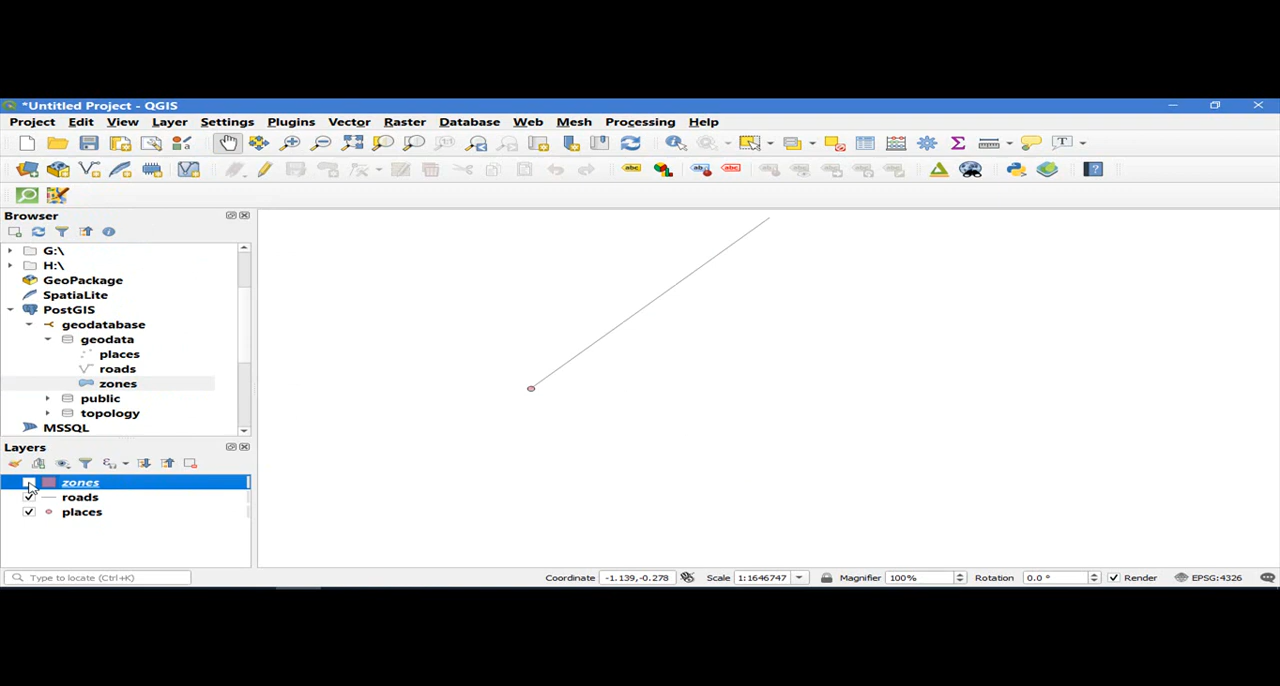 *Untitled Project - QGIS
Project Edit View Layer Settings Plugins Vector Raster Database Web Mesh Processing Help
Browser
G:\
H:\
GeoPackage
SpatiaLite
PostGIS
geodatabase
geodata
places
roads
zones
public
topology
MSSQL
Layers
zones
roads
places
Type to locate (Ctrl+K)
Coordinate -1.139,-0.278 Scale 1:1646747 Magnifier 100% Rotation 0.0 ° Render EPSG:4326